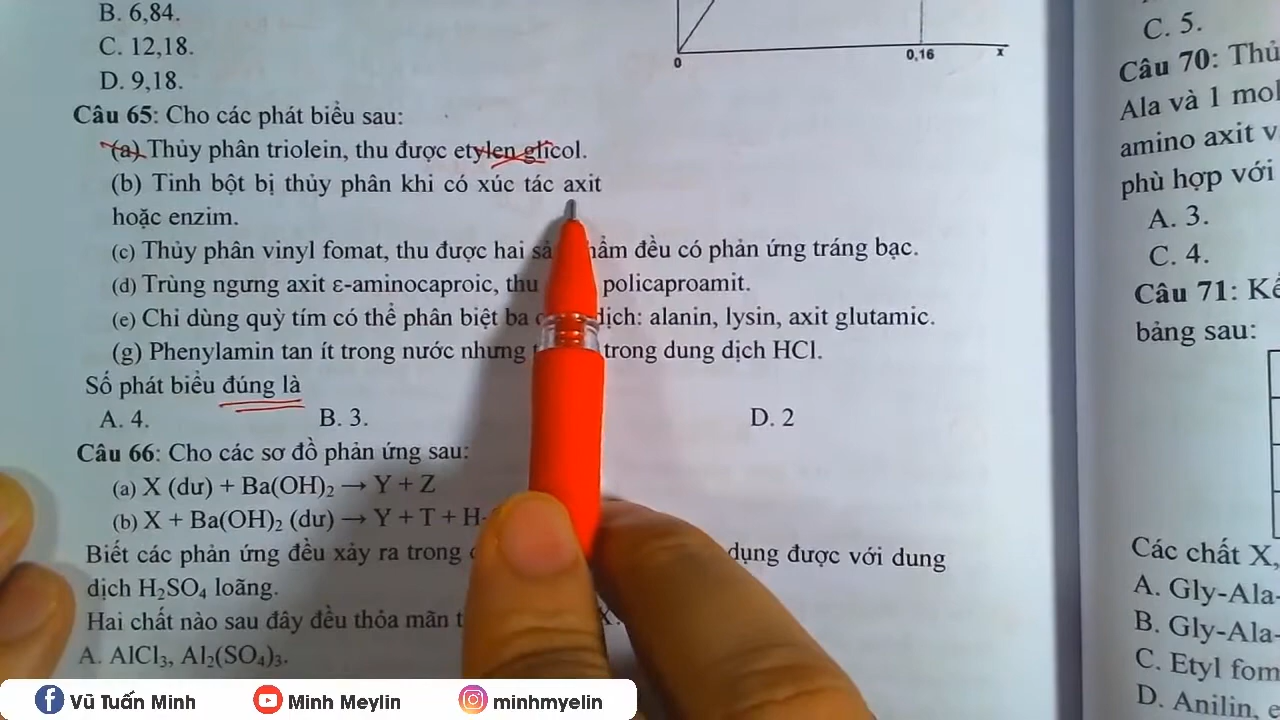 B. 6,84.
C. 12,18.
D. 9,18.
0
0,16
x
Câu 65: Cho các phát biểu sau:
(a) Thủy phân triolein, thu được etylen glicol.
(b) Tinh bột bị thủy phân khi có xúc tác axit
hoặc enzim.
(c) Thủy phân vinyl fomat, thu được hai đều có phản ứng tráng bạc.
(d) Trùng ngưng axit ε-aminocaproic, thu policaproamit.
(e) Chỉ dùng quỳ tím có thể phân biệt ba dịch: alanin, lysin, axit glutamic.
(g) Phenylamin tan ít trong nước nhưng trong dung dịch HCl.
Số phát biểu đúng là
A. 4.
B. 3.
D. 2
Câu 66: Cho các sơ đồ phản ứng sau:
(a) X (dư) + Ba(OH)₂ → Y + Z
(b) X + Ba(OH)₂ (dư) → Y + T + H
Biết các phản ứng đều xảy ra trong dụng được với dung
dịch H₂SO₄ loãng.
Hai chất nào sau đây đều thỏa mãn X.
A. AlCl₃, Al₂(SO₄)₃.
C. 5.
Câu 70: Thủ
Ala và 1 mol
amino axit v
phù hợp với
A. 3.
C. 4.
Câu 71: Kế
bảng sau:
Các chất X,
A. Gly-Ala-
B. Gly-Ala-
C. Etyl fom
D. Anilin, e
Vũ Tuấn Minh
Minh Meylin
minhmyelin